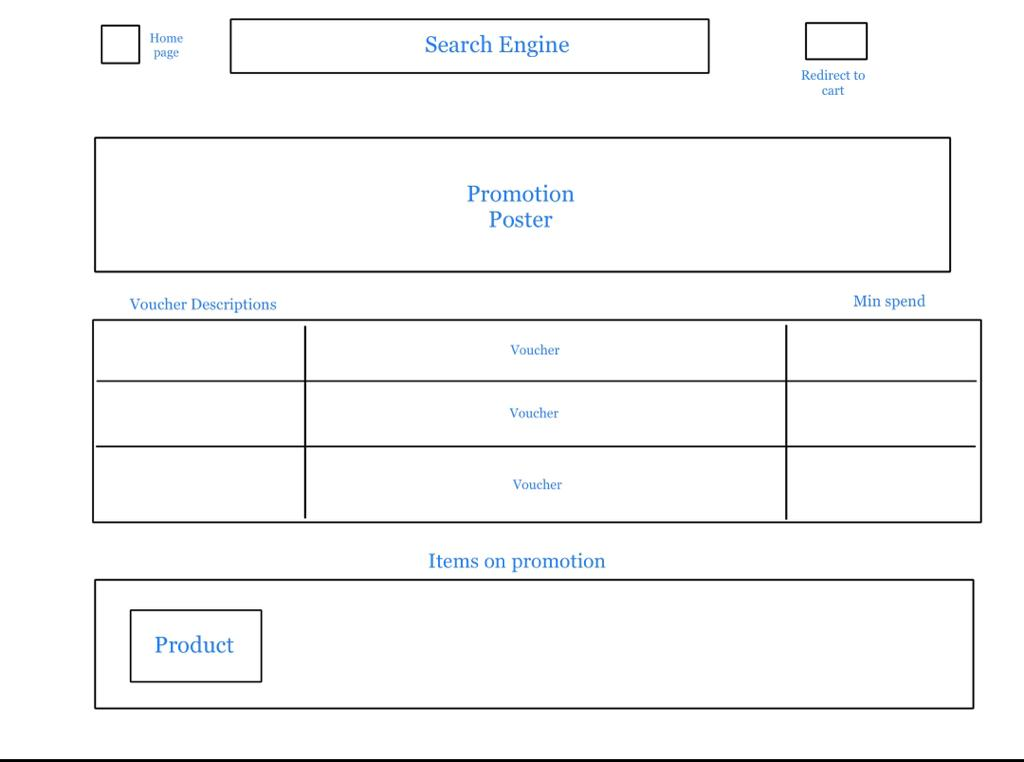 Home
page
Search Engine
Redirect to
cart
Promotion
Poster
Voucher Descriptions
Min spend
Voucher
Voucher
Voucher
Items on promotion
Product